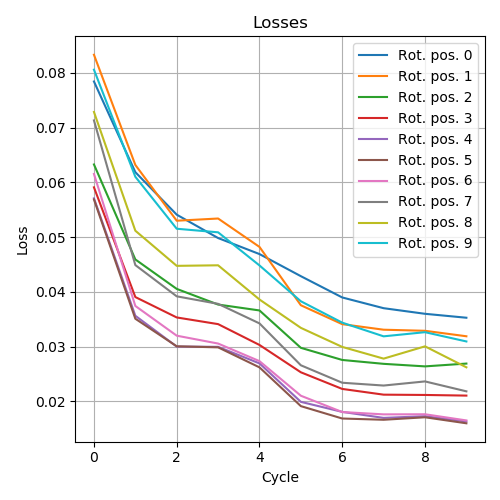 Losses
Loss
0.08
0.07
0.06
0.05
0.04
0.03
0.02
Rot. pos. 0
Rot. pos. 1
Rot. pos. 2
Rot. pos. 3
Rot. pos. 4
Rot. pos. 5
Rot. pos. 6
Rot. pos. 7
Rot. pos. 8
Rot. pos. 9
0 2 4 6 8
Cycle